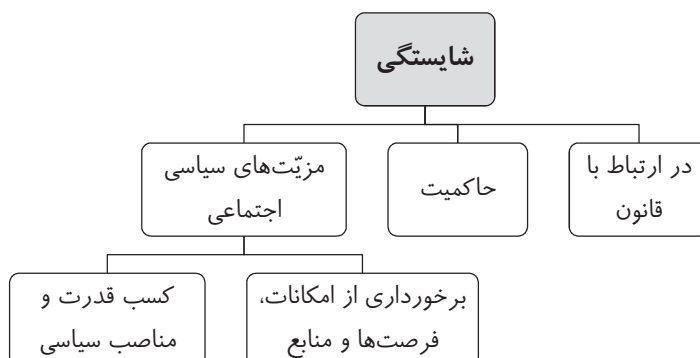 شایستگی
در ارتباط با
قانون
حاکمیت
مزیّت‌های سیاسی
اجتماعی
برخورداری از امکانات،
فرصت‌ها و منابع
کسب قدرت و
مناصب سیاسی